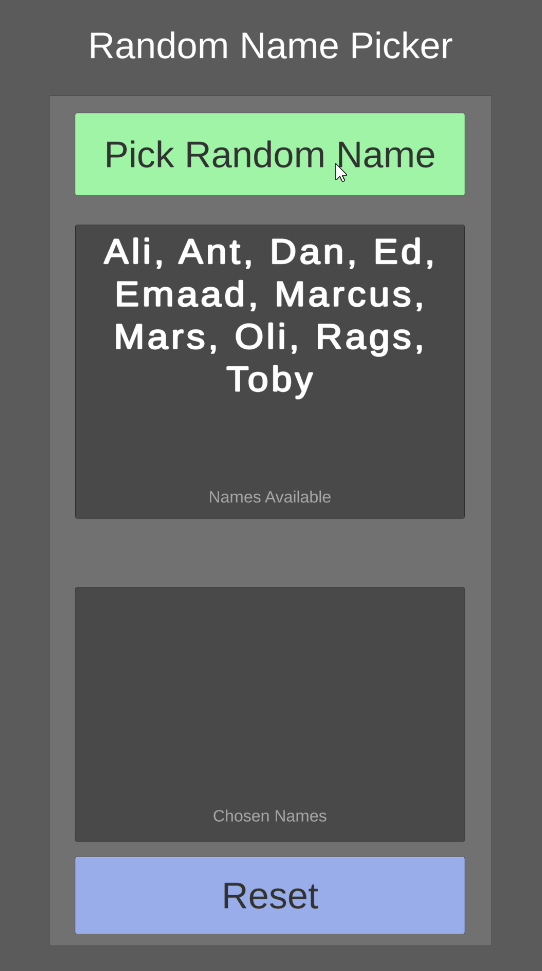 Random Name Picker
Pick Random Name
Ali, Ant, Dan, Ed,
Emaad, Marcus,
Mars, Oli, Rags,
Toby
Names Available
Chosen Names
Reset